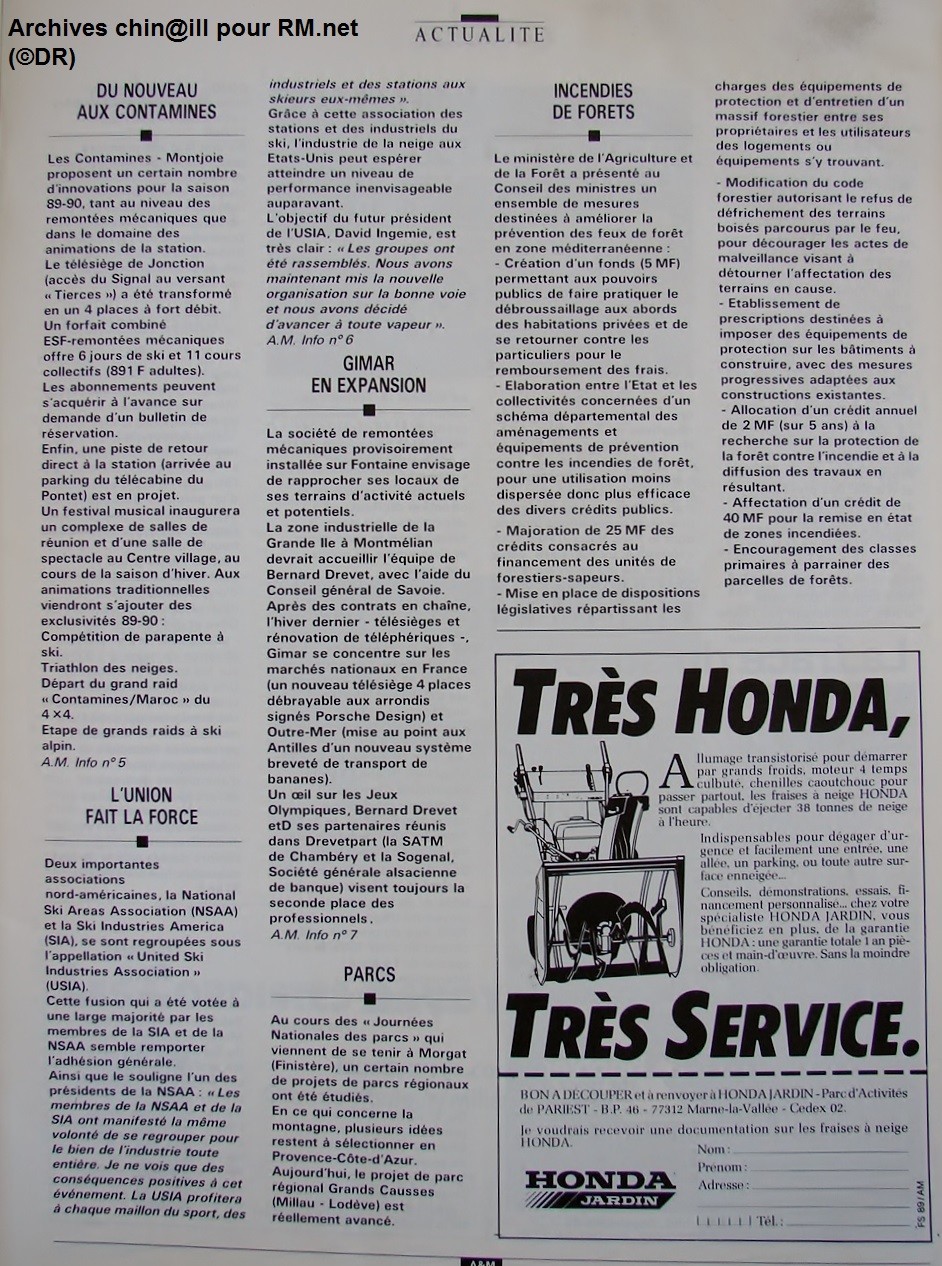 Archives chin@ill pour RM.net
(©DR)
ACTUALITE
DU NOUVEAU
AUX CONTAMINES
Les Contamines - Montjoie
proposent un certain nombre
d'innovations pour la saison
89-90, tant au niveau des
remontées mécaniques que
dans le domaine des
animations de la station.
Le télésiège de Jonction
(accès du Signal au versant
« Tierces ») a été transformé
en un 4 places à fort débit.
Un forfait combiné
ESF-remontées mécaniques
offre 6 jours de ski et 11 cours
collectifs (891 F adultes).
Les abonnements peuvent
s'acquérir à l'avance sur
demande d'un bulletin de
réservation.
Enfin, une piste de retour
direct à la station (arrivée au
parking du télécabine du
Pontet) est en projet.
Un festival musical inaugurera
un complexe de salles de
réunion et d'une salle de
spectacle au Centre village, au
cours de la saison d'hiver. Aux
animations traditionnelles
viendront s'ajouter des
exclusivités 89-90 :
Compétition de parapente à
ski.
Triathlon des neiges.
Départ du grand raid
« Contamines/Maroc » du
4×4.
Etape de grands raids à ski
alpin.
A.M. Info n° 5
L'UNION
FAIT LA FORCE
Deux importantes
associations
nord-américaines, la National
Ski Areas Association (NSAA)
et la Ski Industries America
(SIA), se sont regroupées sous
l'appellation « United Ski
Industries Association »
(USIA).
Cette fusion qui a été votée à
une large majorité par les
membres de la SIA et de la
NSAA semble remporter
l'adhésion générale.
Ainsi que le souligne l'un des
présidents de la NSAA : « Les
membres de la NSAA et de la
SIA ont manifesté la même
volonté de se regrouper pour
le bien de l'industrie toute
entière. Je ne vois que des
conséquences positives à cet
événement. La USIA profitera
à chaque maillon du sport, des
industriels et des stations aux
skieurs eux-mêmes ».
Grâce à cette association des
stations et des industriels du
ski, l'industrie de la neige aux
Etats-Unis peut espérer
atteindre un niveau de
performance inenvisageable
auparavant.
L'objectif du futur président
de l'USIA, David Ingemie, est
très clair : « Les groupes ont
été rassemblés. Nous avons
maintenant mis la nouvelle
organisation sur la bonne voie
et nous avons décidé
d'avancer à toute vapeur ».
A.M. Info n° 6
GIMAR
EN EXPANSION
La société de remontées
mécaniques provisoirement
installée sur Fontaine envisage
de rapprocher ses locaux de
ses terrains d'activité actuels
et potentiels.
La zone industrielle de la
Grande Ile à Montmélian
devrait accueillir l'équipe de
Bernard Drevet, avec l'aide du
Conseil général de Savoie.
Après des contrats en chaîne,
l'hiver dernier - télésièges et
rénovation de téléphériques -,
Gimar se concentre sur les
marchés nationaux en France
(un nouveau télésiège 4 places
débrayable aux arrondis
signés Porsche Design) et
Outre-Mer (mise au point aux
Antilles d'un nouveau système
breveté de transport de
bananes).
Un œil sur les Jeux
Olympiques, Bernard Drevet
etD ses partenaires réunis
dans Drevetpart (la SATM
de Chambéry et la Sogenal,
Société générale alsacienne
de banque) visent toujours la
seconde place des
professionnels.
A.M. Info n° 7
PARCS
Au cours des « Journées
Nationales des parcs » qui
viennent de se tenir à Morgat
(Finistère), un certain nombre
de projets de parcs régionaux
ont été étudiés.
En ce qui concerne la
montagne, plusieurs idées
restent à sélectionner en
Provence-Côte-d'Azur.
Aujourd'hui, le projet de parc
régional Grands Causses
(Millau - Lodève) est
réellement avancé.
INCENDIES
DE FORETS
Le ministère de l'Agriculture et
de la Forêt a présenté au
Conseil des ministres un
ensemble de mesures
destinées à améliorer la
prévention des feux de forêt
en zone méditerranéenne :
- Création d'un fonds (5 MF)
permettant aux pouvoirs
publics de faire pratiquer le
débroussaillage aux abords
des habitations privées et de
se retourner contre les
particuliers pour le
remboursement des frais.
- Elaboration entre l'Etat et les
collectivités concernées d'un
schéma départemental des
aménagements et
équipements de prévention
contre les incendies de forêt,
pour une utilisation moins
dispersée donc plus efficace
des divers crédits publics.
- Majoration de 25 MF des
crédits consacrés au
financement des unités de
forestiers-sapeurs.
- Mise en place de dispositions
législatives répartissant les
charges des équipements de
protection et d'entretien d'un
massif forestier entre ses
propriétaires et les utilisateurs
des logements ou
équipements s'y trouvant.
- Modification du code
forestier autorisant le refus de
défrichement des terrains
boisés parcourus par le feu,
pour décourager les actes de
malveillance visant à
détourner l'affectation des
terrains en cause.
- Etablissement de
prescriptions destinées à
imposer des équipements de
protection sur les bâtiments à
construire, avec des mesures
progressives adaptées aux
constructions existantes.
- Allocation d'un crédit annuel
de 2 MF (sur 5 ans) à la
recherche sur la protection de
la forêt contre l'incendie et à la
diffusion des travaux en
résultant.
- Affectation d'un crédit de
40 MF pour la remise en état
de zones incendiées.
- Encouragement des classes
primaires à parrainer des
parcelles de forêts.
TRÈS HONDA,
Allumage transistorisé pour démarrer
par grands froids, moteur 4 temps
culbuté, chenilles caoutchouc pour
passer partout, les fraises à neige HONDA
sont capables d'éjecter 38 tonnes de neige
à l'heure.
Indispensables pour dégager d'ur-
gence et facilement une entrée, une
allée, un parking, ou toute autre sur-
face enneigée...
Conseils, démonstrations, essais, fi-
nancement personnalisé... chez votre
spécialiste HONDA JARDIN, vous
bénéficiez en plus, de la garantie
HONDA : une garantie totale 1 an piè-
ces et main-d'œuvre. Sans la moindre
obligation.
TRÈS SERVICE.
BON A DÉCOUPER et à renvoyer à HONDA JARDIN - Parc d'Activités
de PARIEST - B.P. 46 - 77312 Marne-la-Vallée - Cedex 02.
Je voudrais recevoir une documentation sur les fraises à neige
HONDA.
Nom :
Prénom :
Adresse :
Tél. :
HONDA
JARDIN
FS 89/AM
A&M